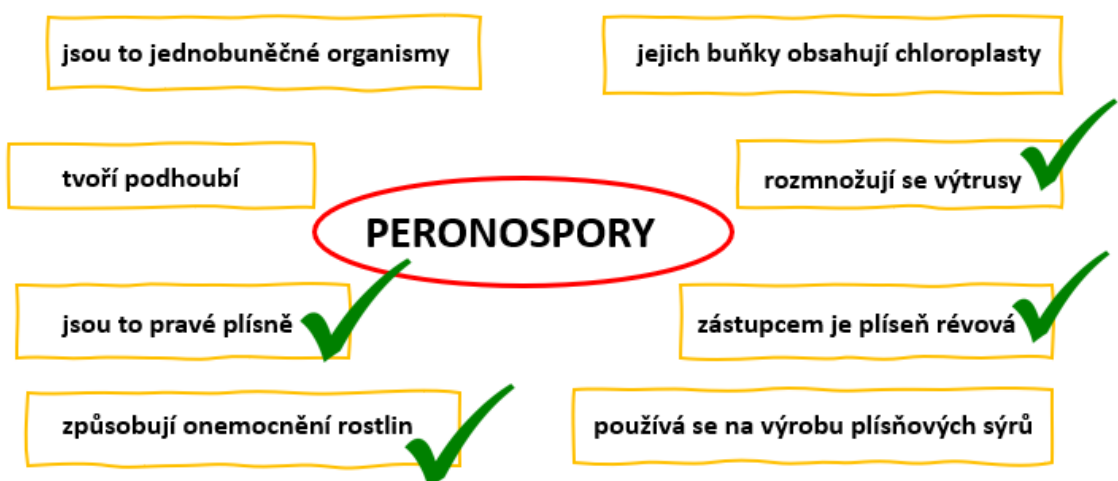 jsou to jednobuněčné organismy
jejich buňky obsahují chloroplasty
tvoří podhoubí
rozmnožují se výtrusy
PERONOSPORY
jsou to pravé plísně
zástupcem je plíseň révová
způsobují onemocnění rostlin
používá se na výrobu plísňových sýrů